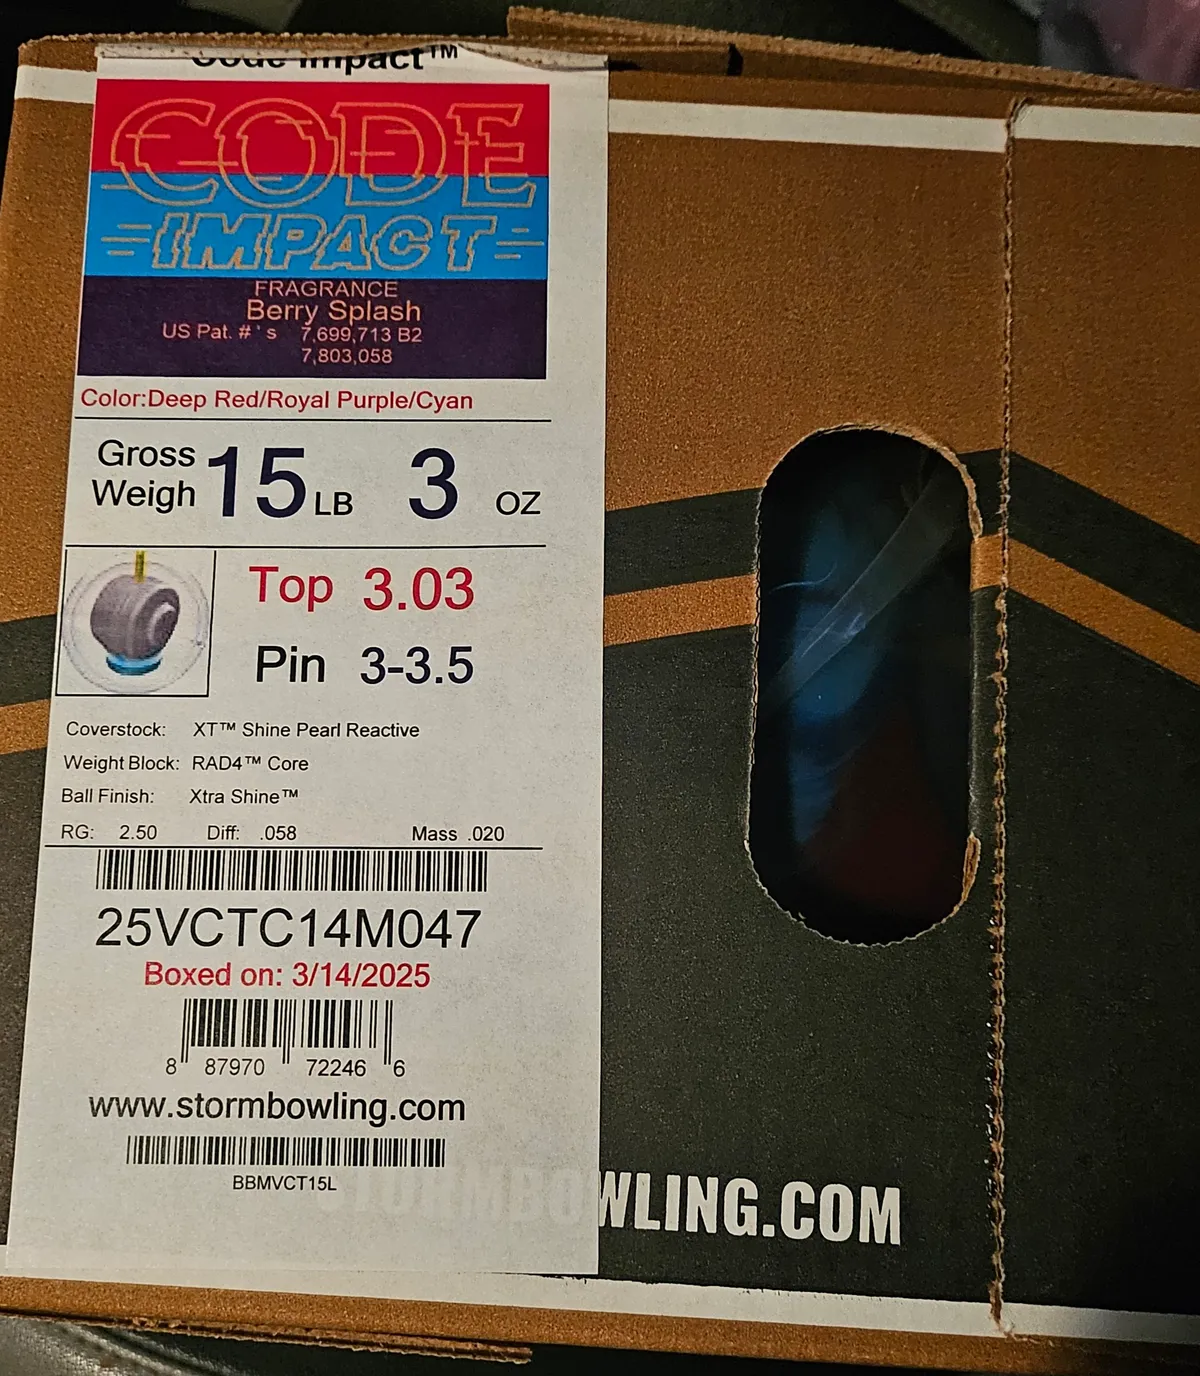 Code Impact™
CODE
IMPACT
FRAGRANCE
Berry Splash
US Pat. # ' s 7,699,713 B2
7,803,058
Color:Deep Red/Royal Purple/Cyan
Gross
Weigh 15 LB 3 OZ
Top 3.03
Pin 3-3.5
Coverstock: XT™ Shine Pearl Reactive
Weight Block: RAD4™ Core
Ball Finish: Xtra Shine™
RG: 2.50 Diff: .058 Mass .020
25VCTC14M047
Boxed on: 3/14/2025
8 87970 72246 6
www.stormbowling.com
BBMVCT15L
STORMBOWLING.COM